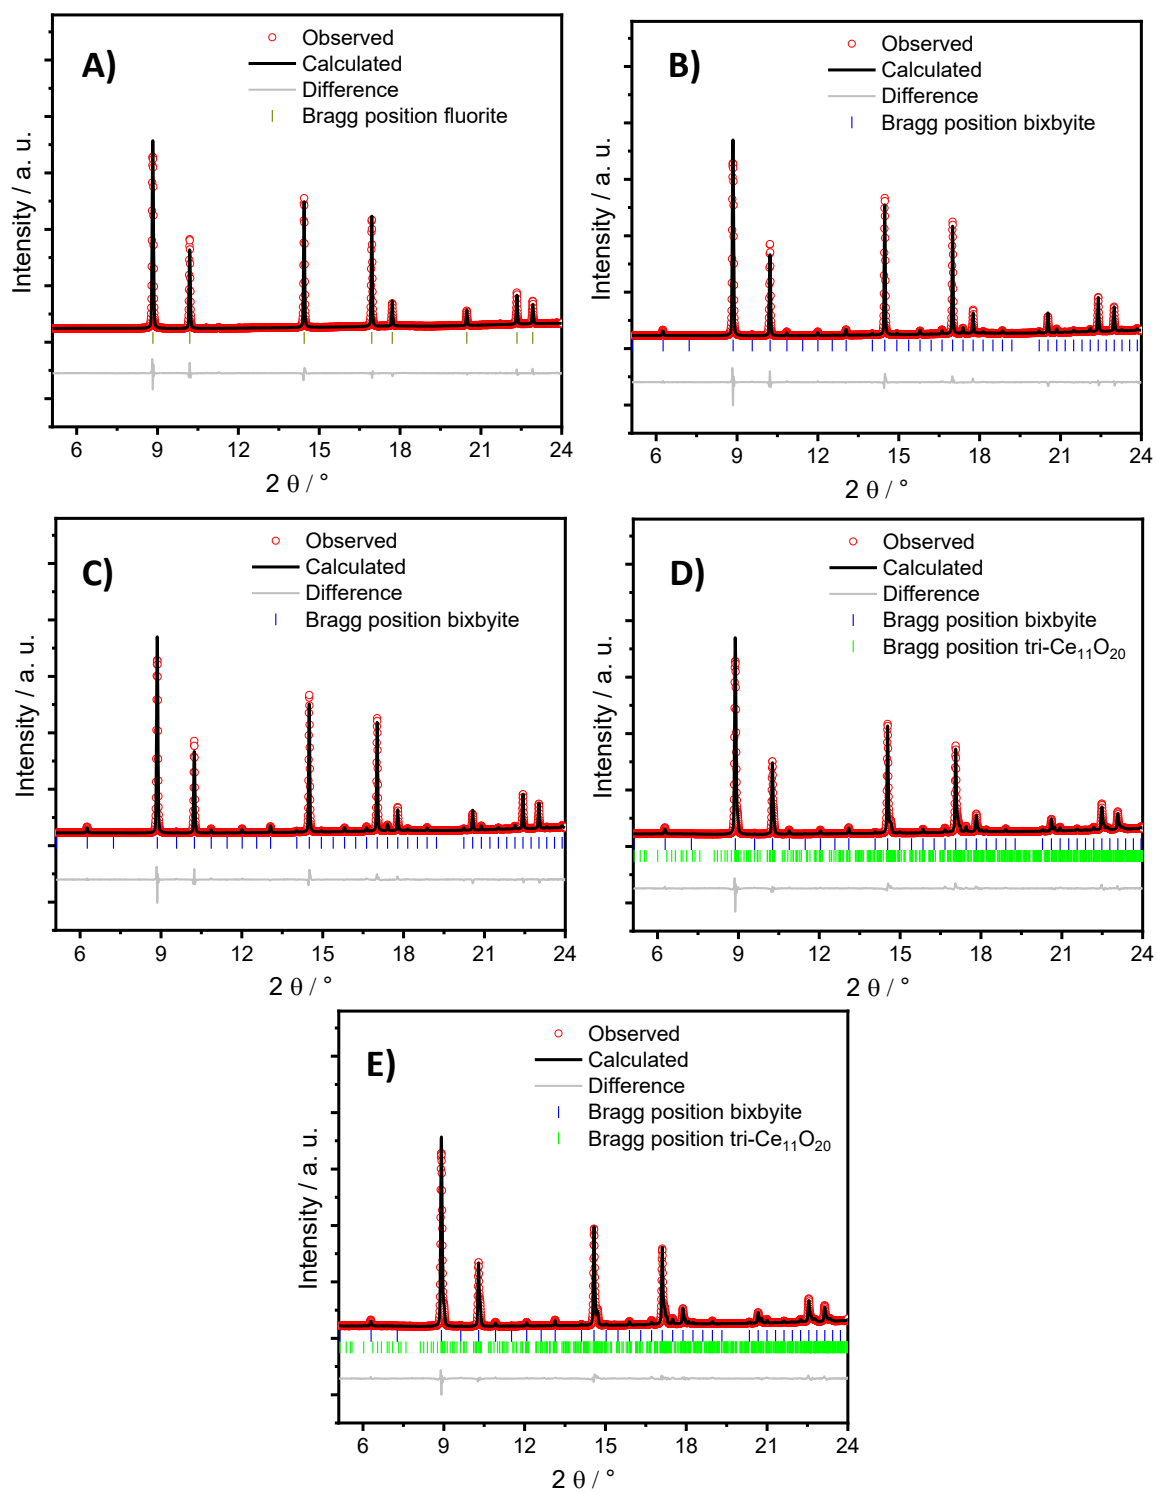 A)
Observed
Calculated
Difference
Bragg position fluorite
Intensity / a. u.
6 9 12 15 18 21 24
2 θ / °
B)
Observed
Calculated
Difference
Bragg position bixbyite
Intensity / a. u.
6 9 12 15 18 21 24
2 θ / °
C)
Observed
Calculated
Difference
Bragg position bixbyite
Intensity / a. u.
6 9 12 15 18 21 24
2 θ / °
D)
Observed
Calculated
Difference
Bragg position bixbyite
Bragg position tri-Ce₁₁O₂₀
Intensity / a. u.
6 9 12 15 18 21 24
2 θ / °
E)
Observed
Calculated
Difference
Bragg position bixbyite
Bragg position tri-Ce₁₁O₂₀
Intensity / a. u.
6 9 12 15 18 21 24
2 θ / °